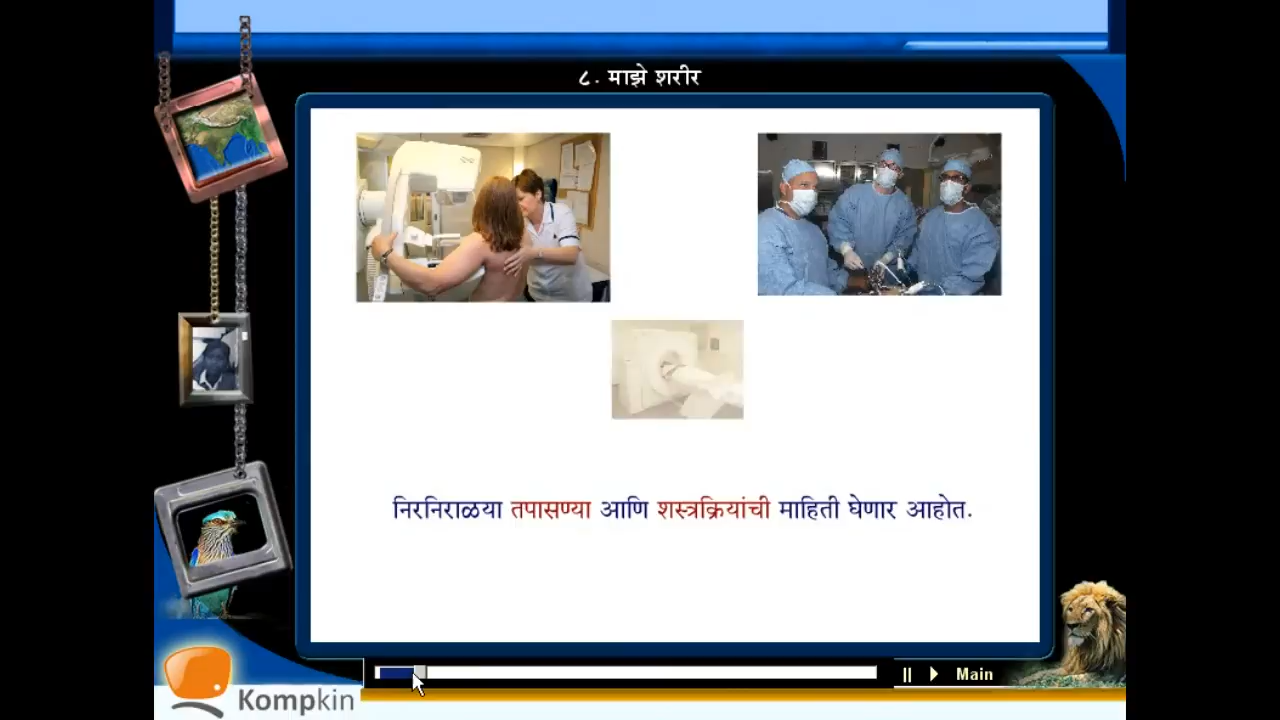 ८. माझे शरीर
निरनिराळया तपासण्या आणि शस्त्रक्रियांची माहिती घेणार आहोत.
Main
Kompkin